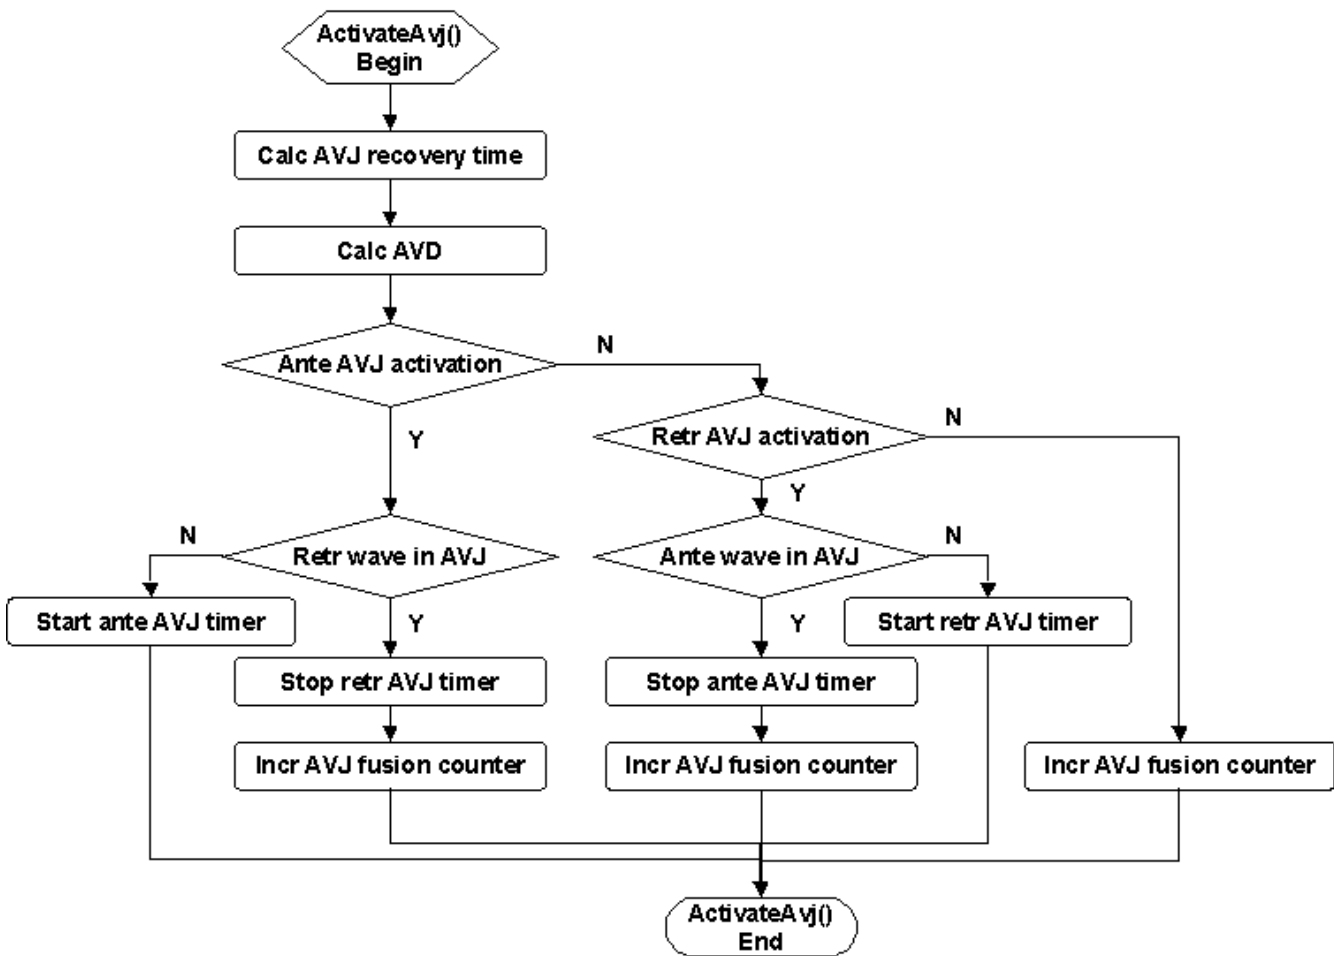 ActivateAvj()
Begin
Calc AVJ recovery time
Calc AVD
Ante AVJ activation
N
Y
Retr AVJ activation
N
Y
N
Retr wave in AVJ
Y
Ante wave in AVJ
N
Y
Start ante AVJ timer
Start retr AVJ timer
Stop retr AVJ timer
Stop ante AVJ timer
Incr AVJ fusion counter
Incr AVJ fusion counter
Incr AVJ fusion counter
ActivateAvj()
End